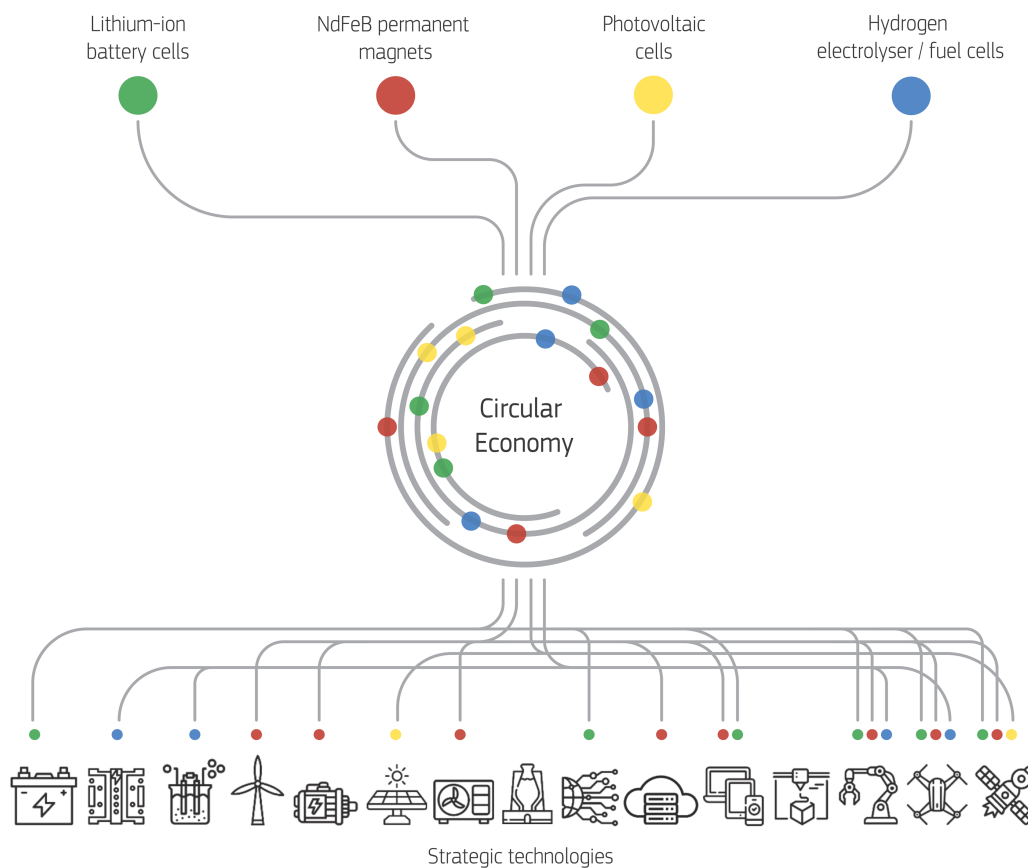 Lithium-ion
battery cells
NdFeB permanent
magnets
Photovoltaic
cells
Hydrogen
electrolyser / fuel cells
Circular
Economy
Strategic technologies